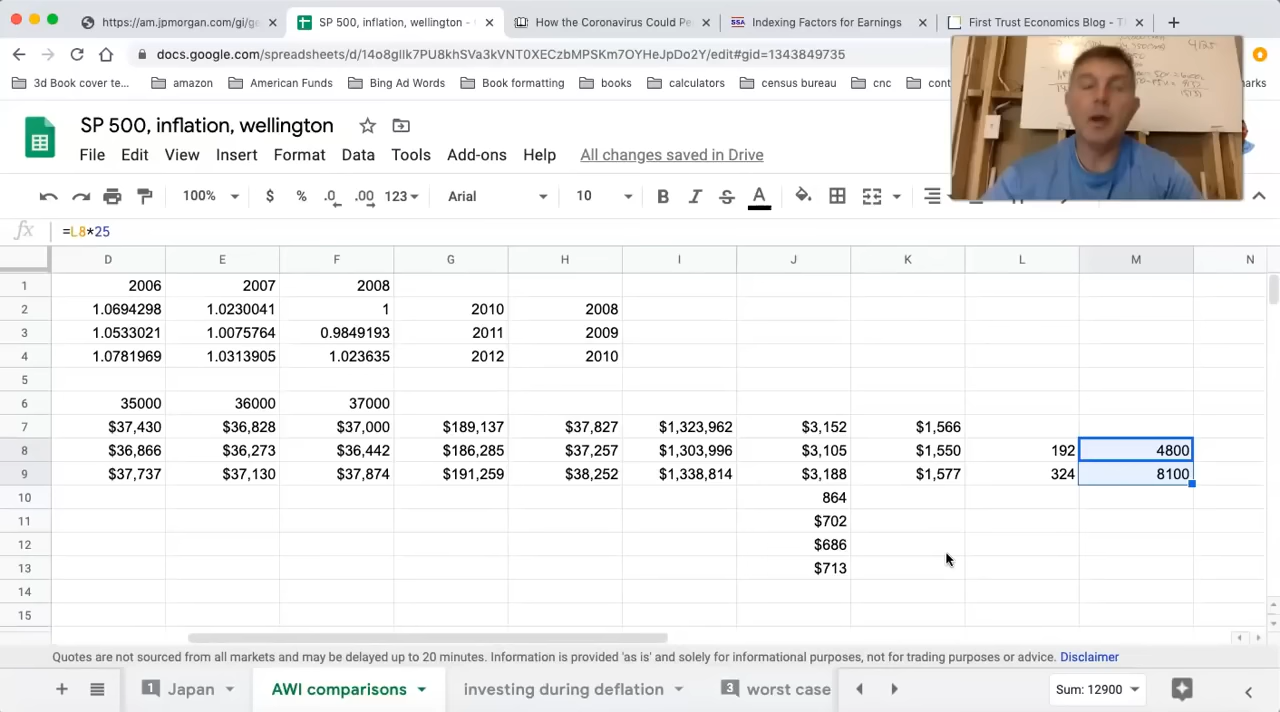 https://am.jpmorgan.com/gi/ge SP 500, inflation, wellington - How the Coronavirus Could Pe SSA Indexing Factors for Earnings First Trust Economics Blog - T
docs.google.com/spreadsheets/d/
3d Book cover te... amazon American Funds Bing Ad Words Book formatting books calculators census bureau cnc cont arks
SP 500, inflation, wellington
File Edit View Insert Format Data Tools Add-ons Help All changes saved in Drive
100% $ % .0 .00 123 Arial 10 B I S A
fx =L8*25
D E F G H I J K L M N
1 2006 2007 2008
2 1.0694298 1.0230041 1 2010 2008
3 1.0533021 1.0075764 0.9849193 2011 2009
4 1.0781969 1.0313905 1.023635 2012 2010
5
6 35000 36000 37000
7 $37,430 $36,828 $37,000 $189,137 $37,827 $1,323,962 $3,152 $1,566
8 $36,866 $36,273 $36,442 $186,285 $37,257 $1,303,996 $3,105 $1,550 192 4800
9 $37,737 $37,130 $37,874 $191,259 $38,252 $1,338,814 $3,188 $1,577 324 8100
10 864
11 $702
12 $686
13 $713
14
15
Quotes are not sourced from all markets and may be delayed up to 20 minutes. Information is provided 'as is' and solely for informational purposes, not for trading purposes or advice. Disclaimer
1 Japan AWI comparisons investing during deflation 3 worst case Sum: 12900